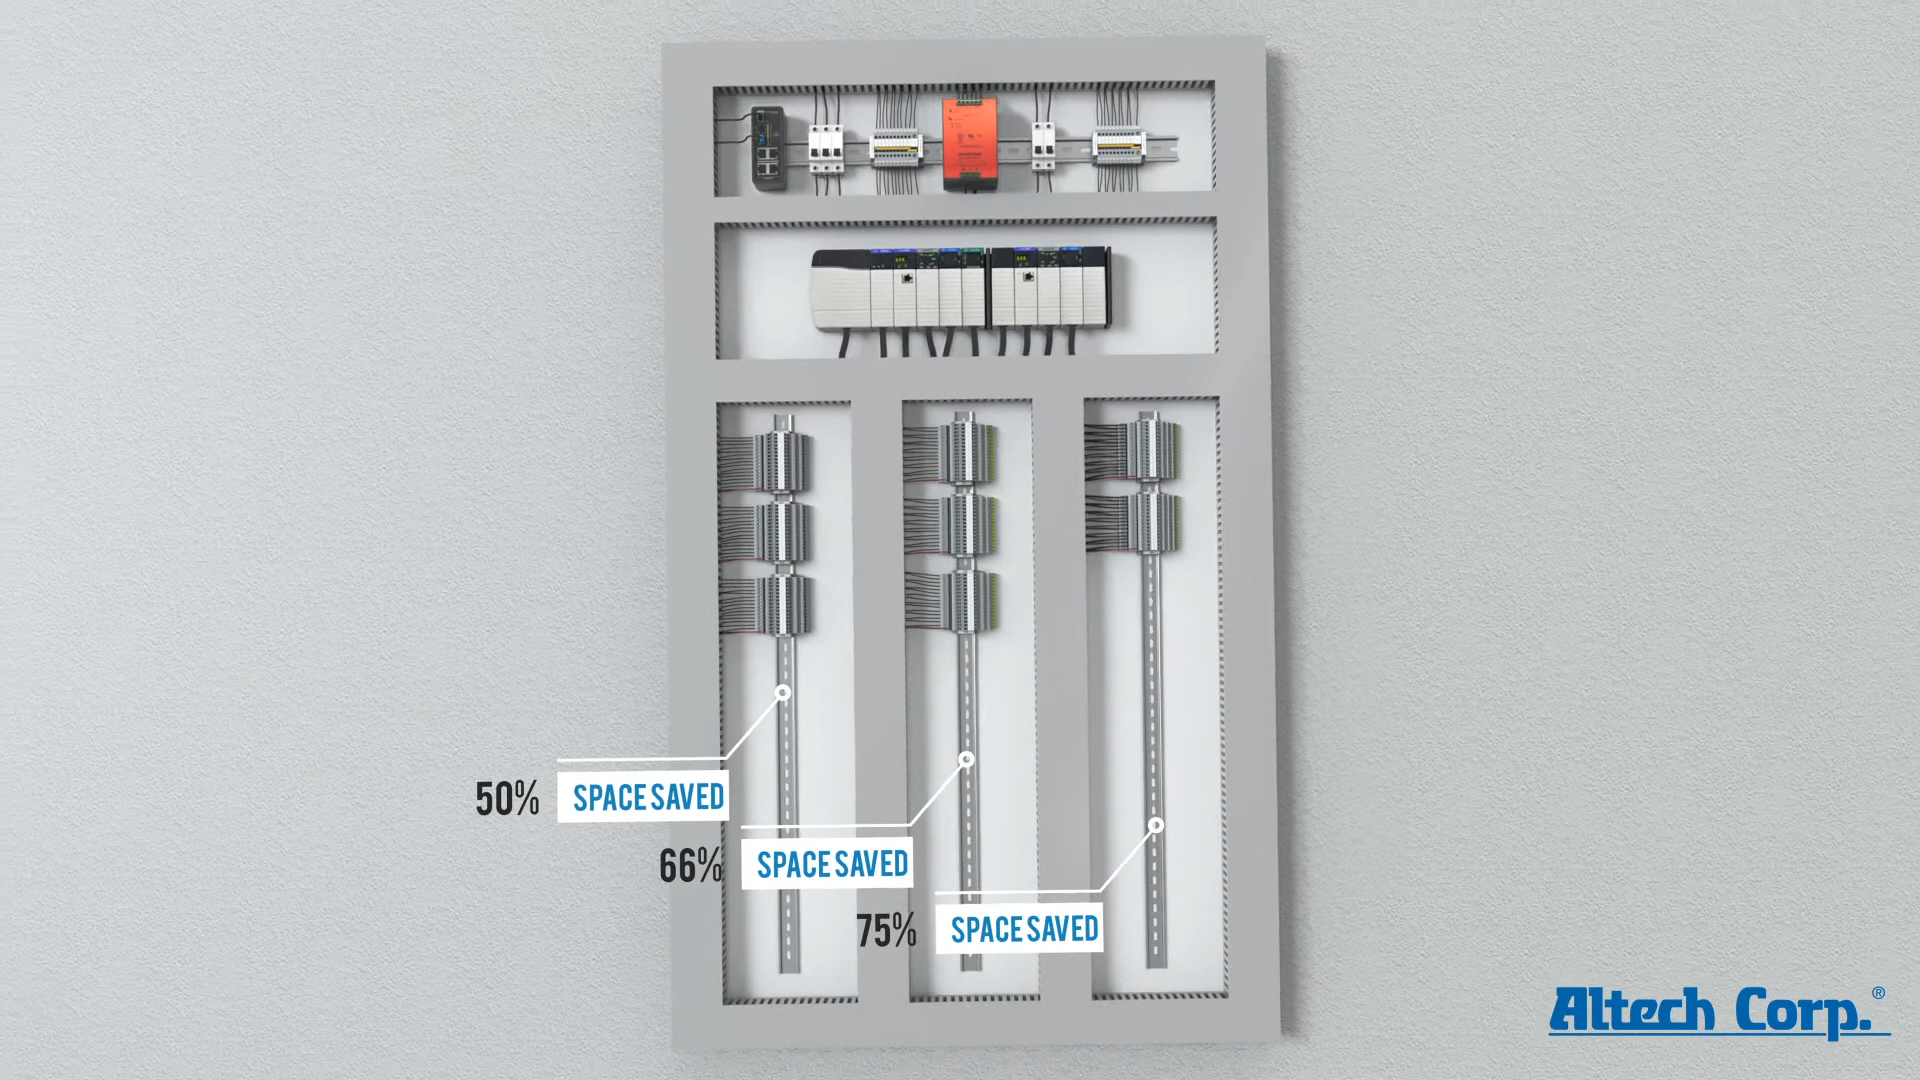 50% SPACE SAVED
66% SPACE SAVED
75% SPACE SAVED
Altech Corp.®